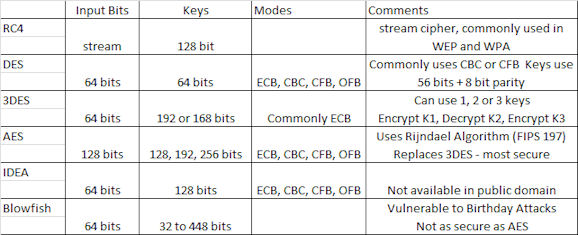 Input Bits Keys Modes Comments
RC4 stream cipher, commonly used in
stream 128 bit WEP and WPA
DES Commonly uses CBC or CFB Keys use
64 bits 64 bits ECB, CBC, CFB, OFB 56 bits + 8 bit parity
3DES Can use 1, 2 or 3 keys
64 bits 192 or 168 bits Commonly ECB Encrypt K1, Decrypt K2, Encrypt K3
AES Uses Rijndael Algorithm (FIPS 197)
128 bits 128, 192, 256 bits ECB, CBC, CFB, OFB Replaces 3DES - most secure
IDEA
64 bits 128 bits ECB, CBC, CFB, OFB Not available in public domain
Blowfish Vulnerable to Birthday Attacks
64 bits 32 to 448 bits Not as secure as AES